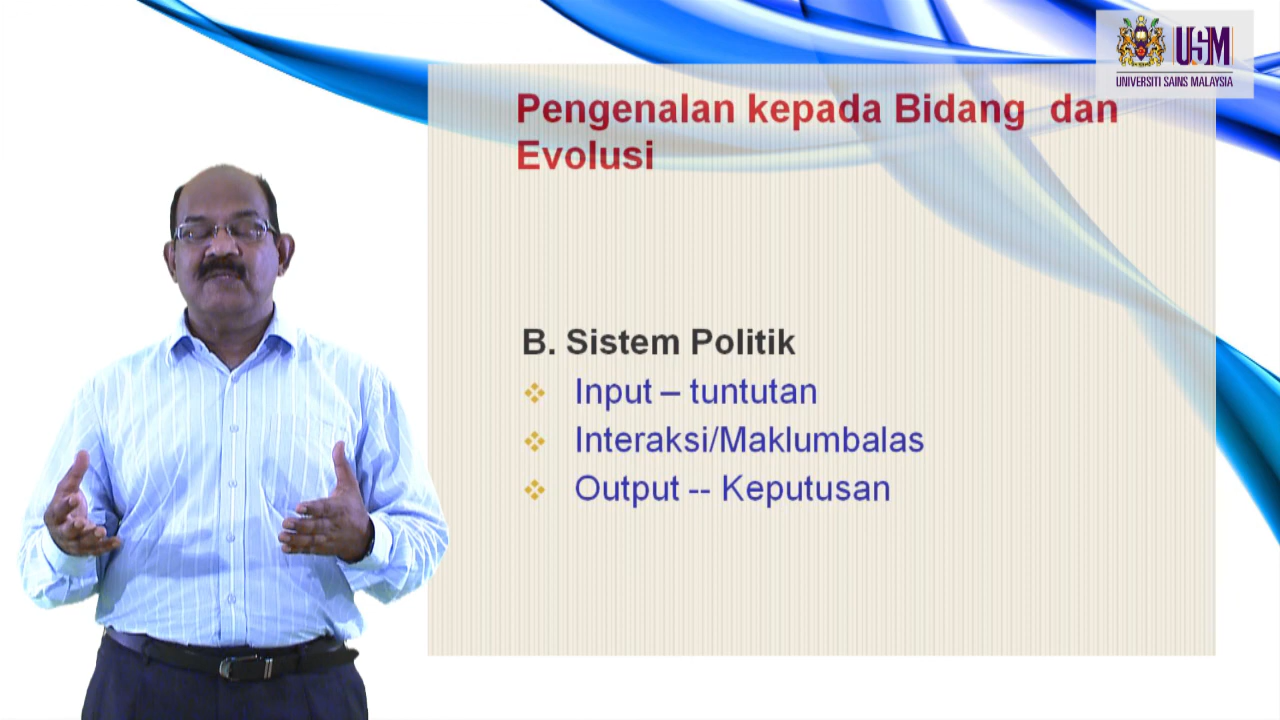 USM
UNIVERSITI SAINS MALAYSIA
Pengenalan kepada Bidang dan
Evolusi
B. Sistem Politik
Input – tuntutan
Interaksi/Maklumbalas
Output -- Keputusan